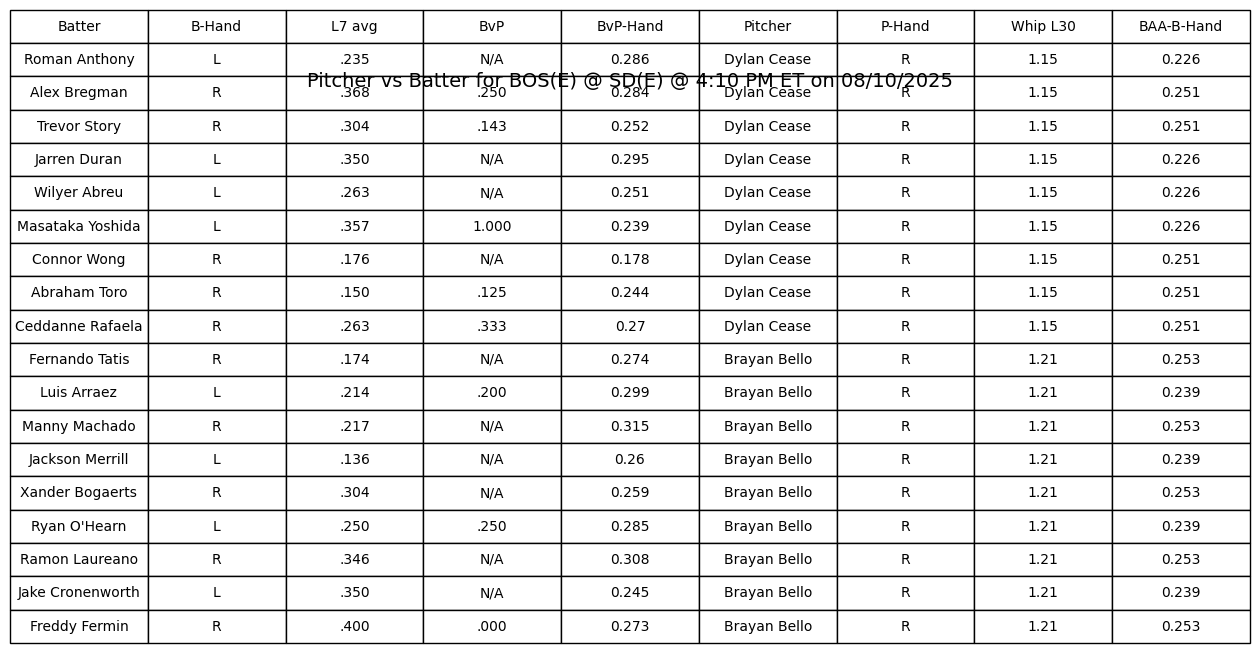 Batter B-Hand L7 avg BvP BvP-Hand Pitcher P-Hand Whip L30 BAA-B-Hand
Roman Anthony L .235 N/A 0.286 Dylan Cease R 1.15 0.226
Pitcher vs Batter for BOS(E) @ SD(E) @ 4:10 PM ET on 08/10/2025
Alex Bregman R .368 .250 0.284 Dylan Cease R 1.15 0.251
Trevor Story R .304 .143 0.252 Dylan Cease R 1.15 0.251
Jarren Duran L .350 N/A 0.295 Dylan Cease R 1.15 0.226
Wilyer Abreu L .263 N/A 0.251 Dylan Cease R 1.15 0.226
Masataka Yoshida L .357 1.000 0.239 Dylan Cease R 1.15 0.226
Connor Wong R .176 N/A 0.178 Dylan Cease R 1.15 0.251
Abraham Toro R .150 .125 0.244 Dylan Cease R 1.15 0.251
Ceddanne Rafaela R .263 .333 0.27 Dylan Cease R 1.15 0.251
Fernando Tatis R .174 N/A 0.274 Brayan Bello R 1.21 0.253
Luis Arraez L .214 .200 0.299 Brayan Bello R 1.21 0.239
Manny Machado R .217 N/A 0.315 Brayan Bello R 1.21 0.253
Jackson Merrill L .136 N/A 0.26 Brayan Bello R 1.21 0.239
Xander Bogaerts R .304 N/A 0.259 Brayan Bello R 1.21 0.253
Ryan O'Hearn L .250 .250 0.285 Brayan Bello R 1.21 0.239
Ramon Laureano R .346 N/A 0.308 Brayan Bello R 1.21 0.253
Jake Cronenworth L .350 N/A 0.245 Brayan Bello R 1.21 0.239
Freddy Fermin R .400 .000 0.273 Brayan Bello R 1.21 0.253